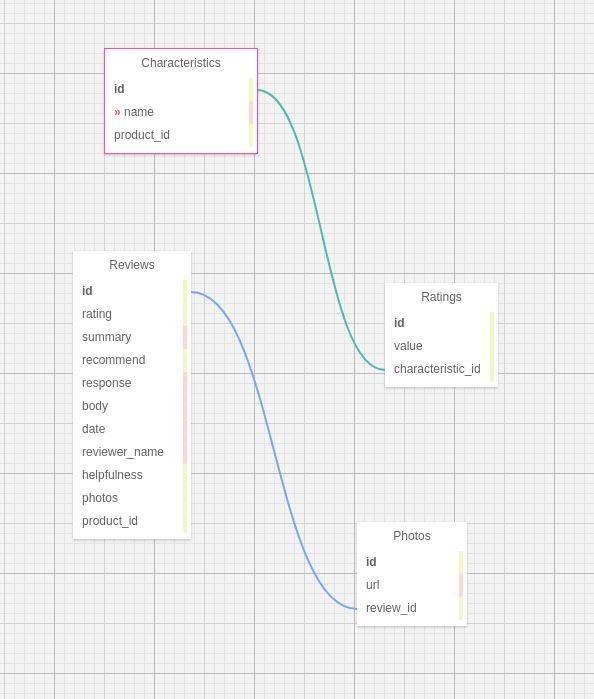 Characteristics
id
» name
product_id
Reviews
id
rating
summary
recommend
response
body
date
reviewer_name
helpfulness
photos
product_id
Ratings
id
value
characteristic_id
Photos
id
url
review_id